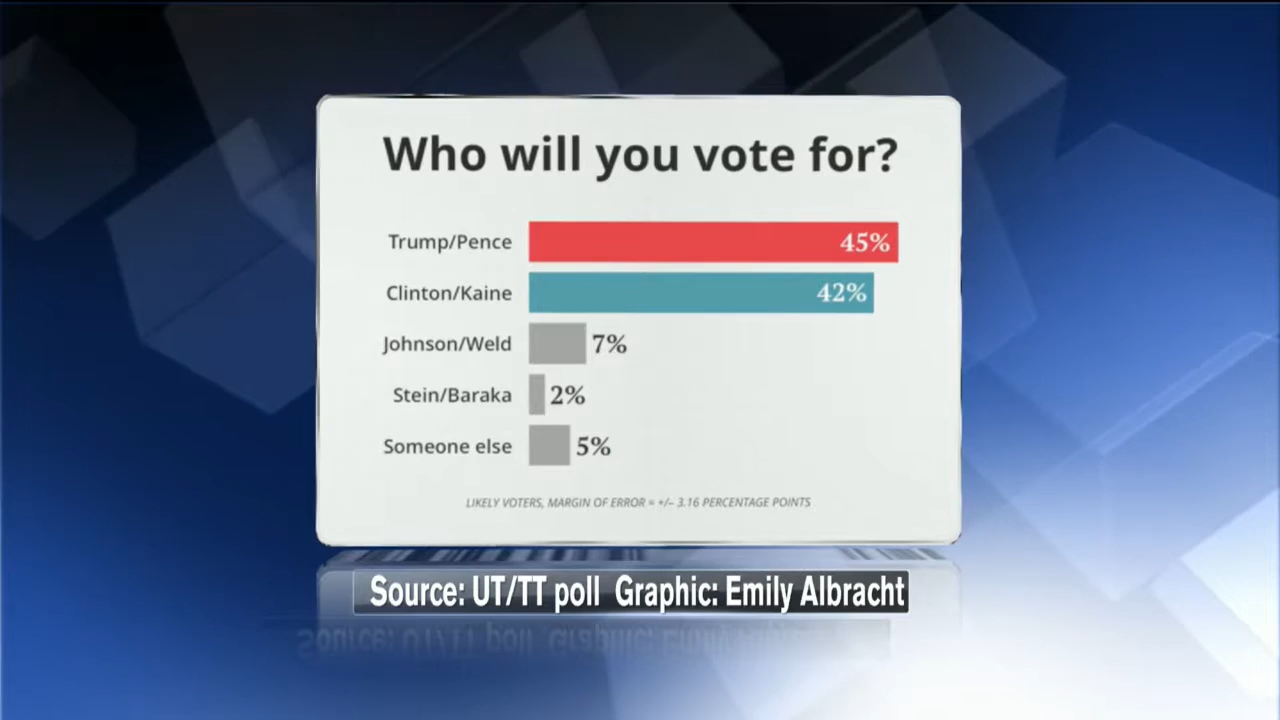 Who will you vote for?
Trump/Pence 45%
Clinton/Kaine 42%
Johnson/Weld 7%
Stein/Baraka 2%
Someone else 5%
LIKELY VOTERS, MARGIN OF ERROR = +/– 3.16 PERCENTAGE POINTS
Source: UT/TT poll Graphic: Emily Albracht